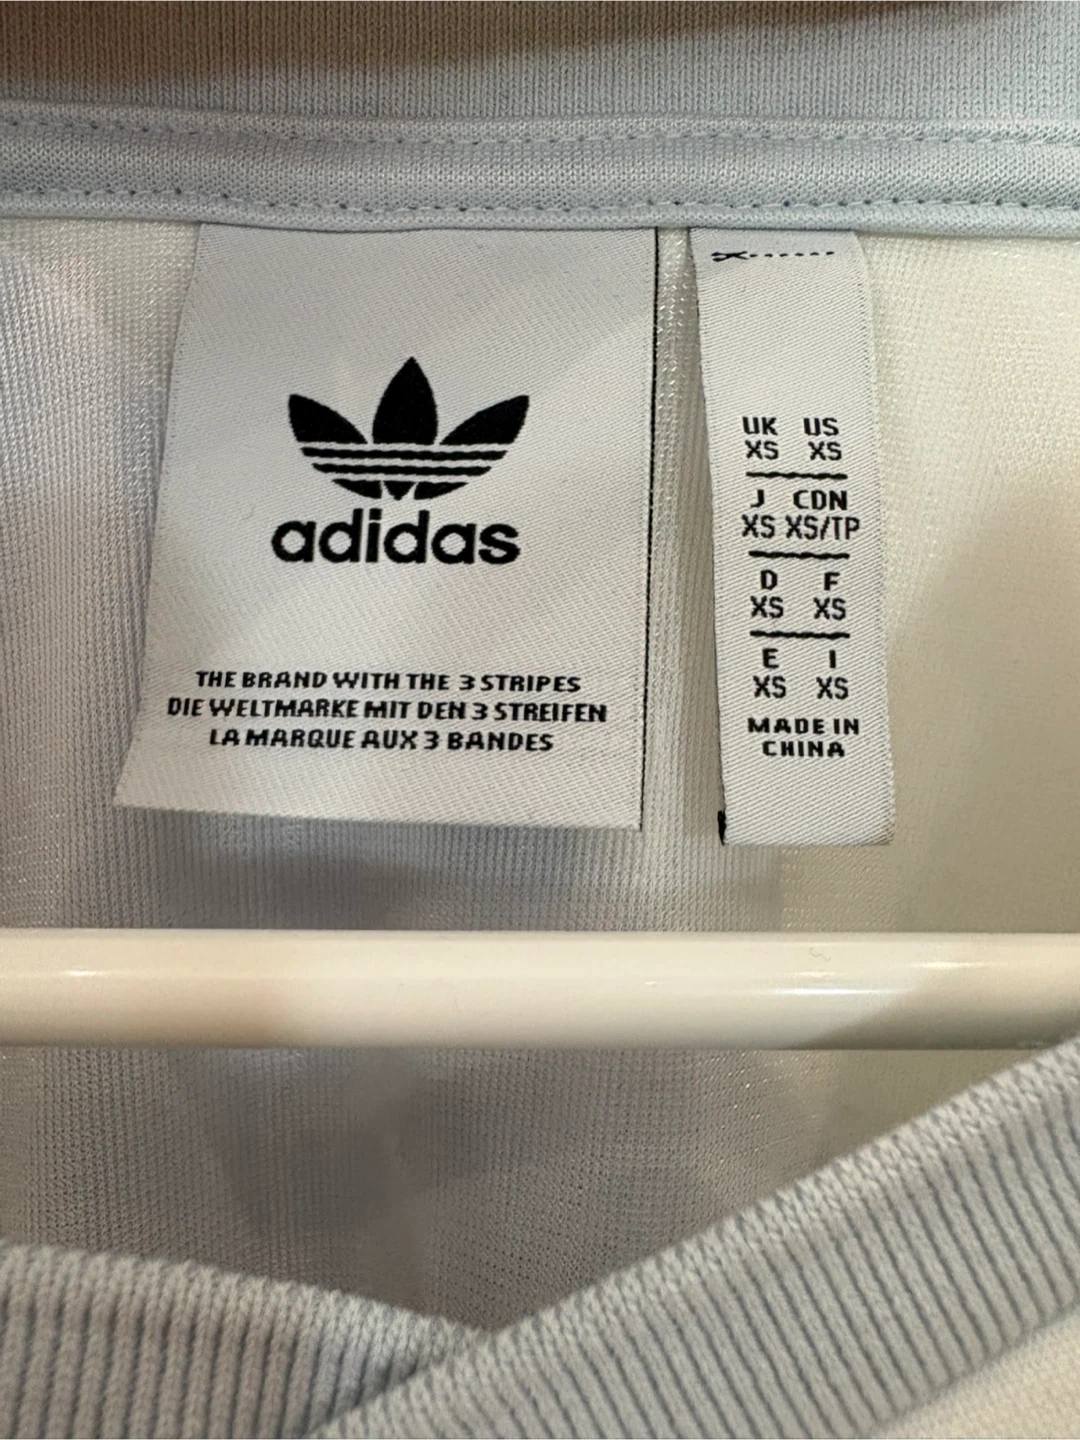 adidas
THE BRAND WITH THE 3 STRIPES
DIE WELTMARKE MIT DEN 3 STREIFEN
LA MARQUE AUX 3 BANDES
UK US
XS XS
J CDN
XS XS/TP
D F
XS XS
E I
XS XS
MADE IN
CHINA